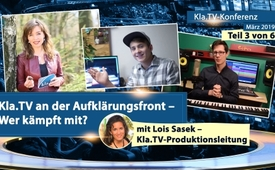 Kla.TV-Konferenz
März 2019
Teil 3 von 6
Kla.TV an der Aufklärungsfront –
Wer kämpft mit?
mit Lois Sasek –
Kla.TV-Produktionsleitung